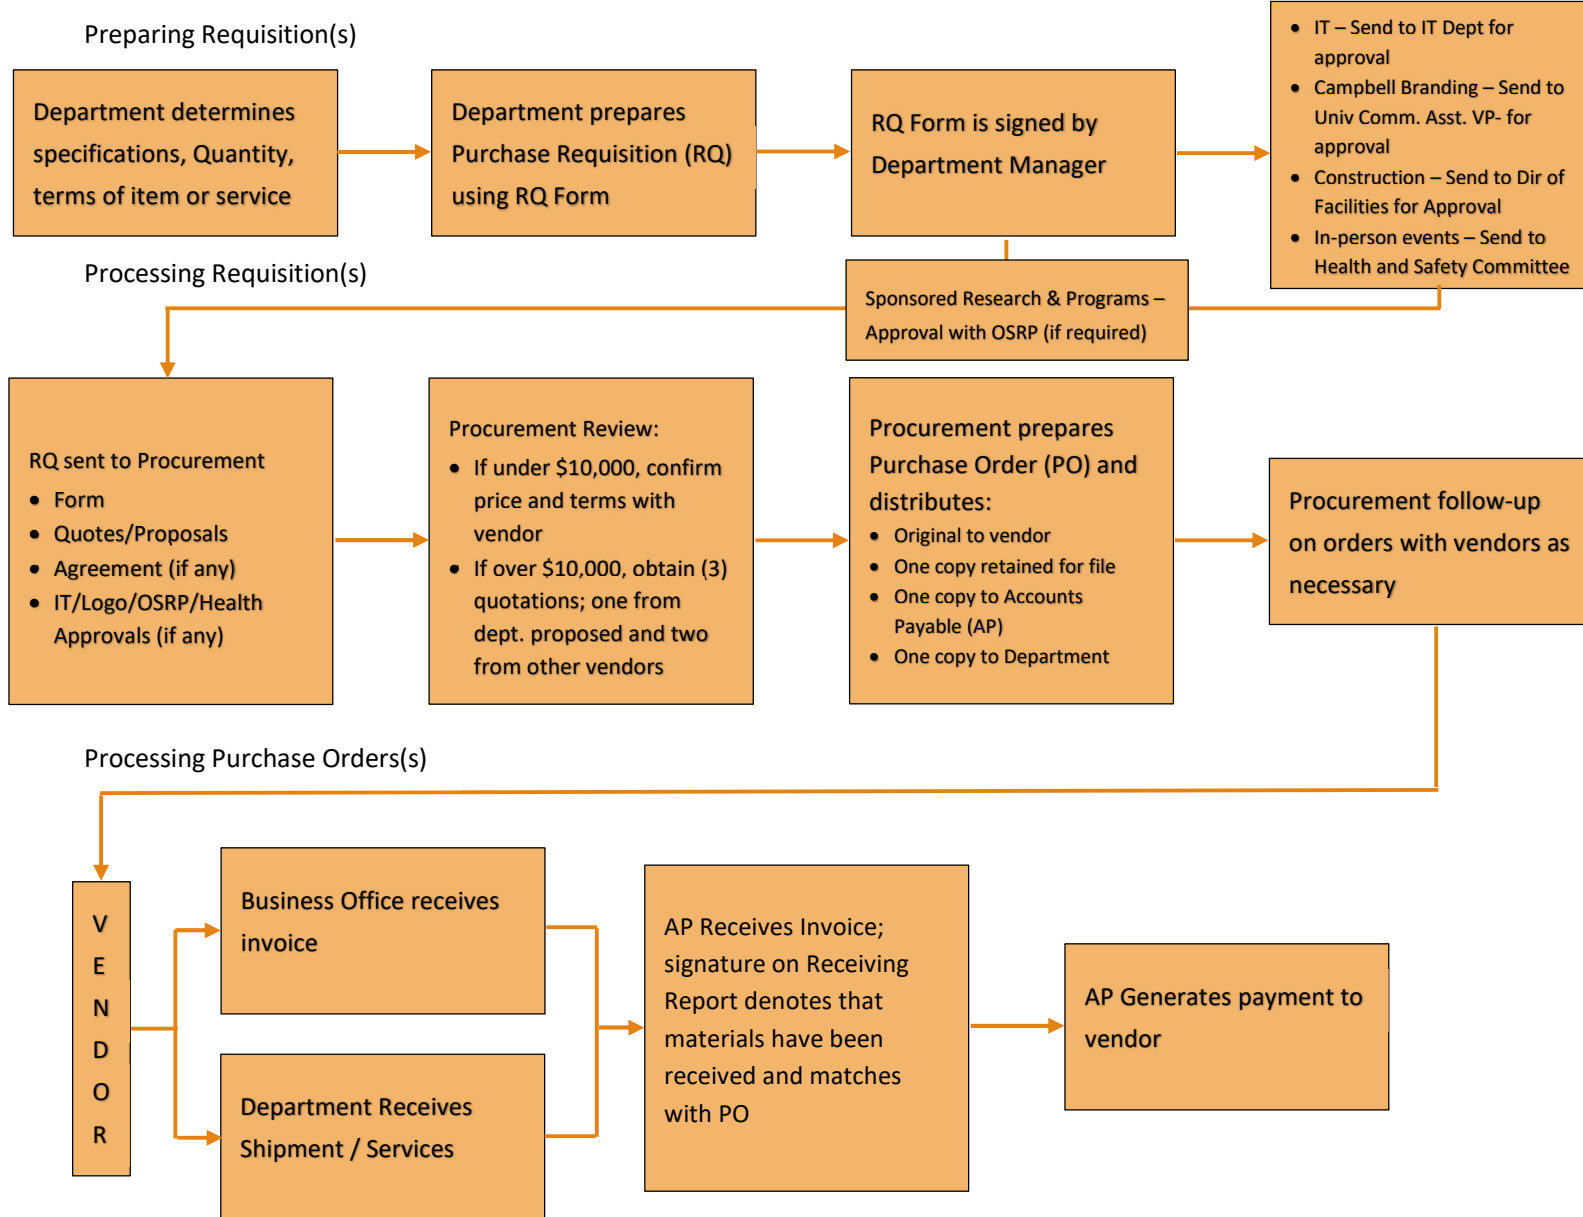 Preparing Requisition(s)
Department determines
specifications, Quantity,
terms of item or service
Department prepares
Purchase Requisition (RQ)
using RQ Form
RQ Form is signed by
Department Manager
• IT – Send to IT Dept for
approval
• Campbell Branding – Send to
Univ Comm. Asst. VP- for
approval
• Construction – Send to Dir of
Facilities for Approval
• In-person events – Send to
Health and Safety Committee
Processing Requisition(s)
Sponsored Research & Programs –
Approval with OSRP (if required)
RQ sent to Procurement
• Form
• Quotes/Proposals
• Agreement (if any)
• IT/Logo/OSRP/Health
Approvals (if any)
Procurement Review:
• If under $10,000, confirm
price and terms with
vendor
• If over $10,000, obtain (3)
quotations; one from
dept. proposed and two
from other vendors
Procurement prepares
Purchase Order (PO) and
distributes:
• Original to vendor
• One copy retained for file
• One copy to Accounts
Payable (AP)
• One copy to Department
Procurement follow-up
on orders with vendors as
necessary
Processing Purchase Orders(s)
V
E
N
D
O
R
Business Office receives
invoice
Department Receives
Shipment / Services
AP Receives Invoice;
signature on Receiving
Report denotes that
materials have been
received and matches
with PO
AP Generates payment to
vendor